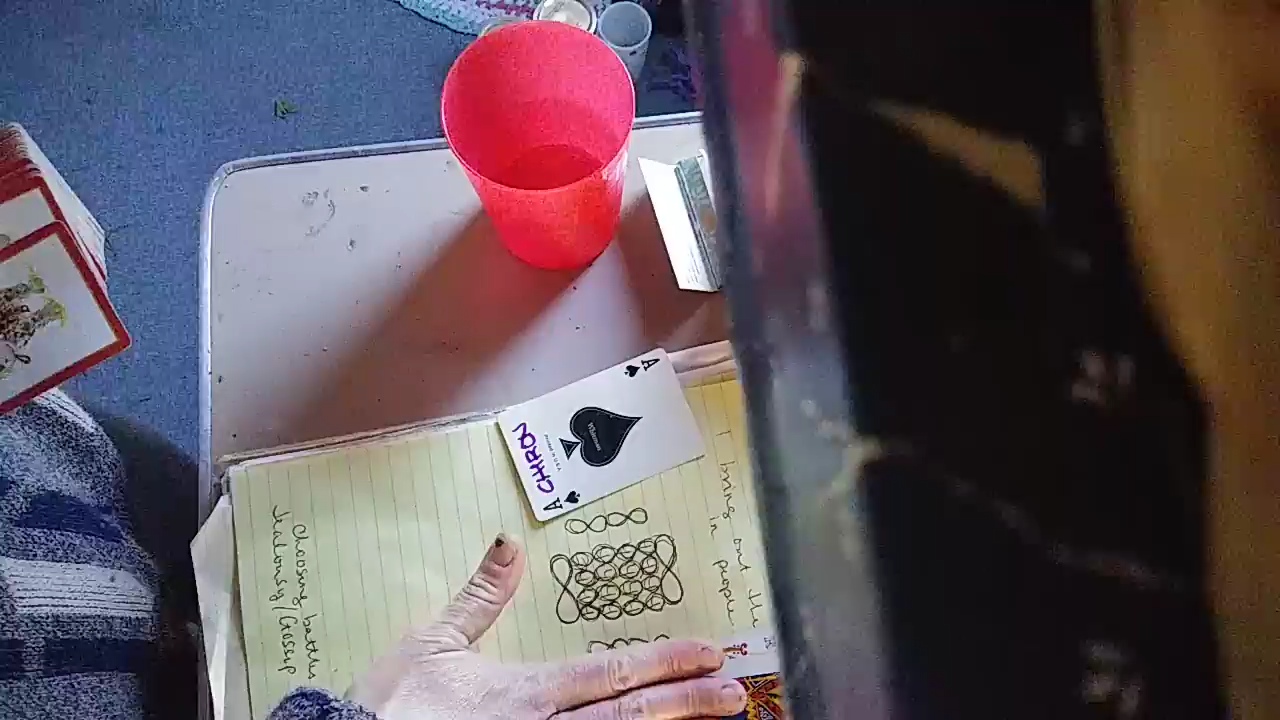 A
CHIRON
A
I bring out the
in people
choosing battles
Jealousy/Gossip